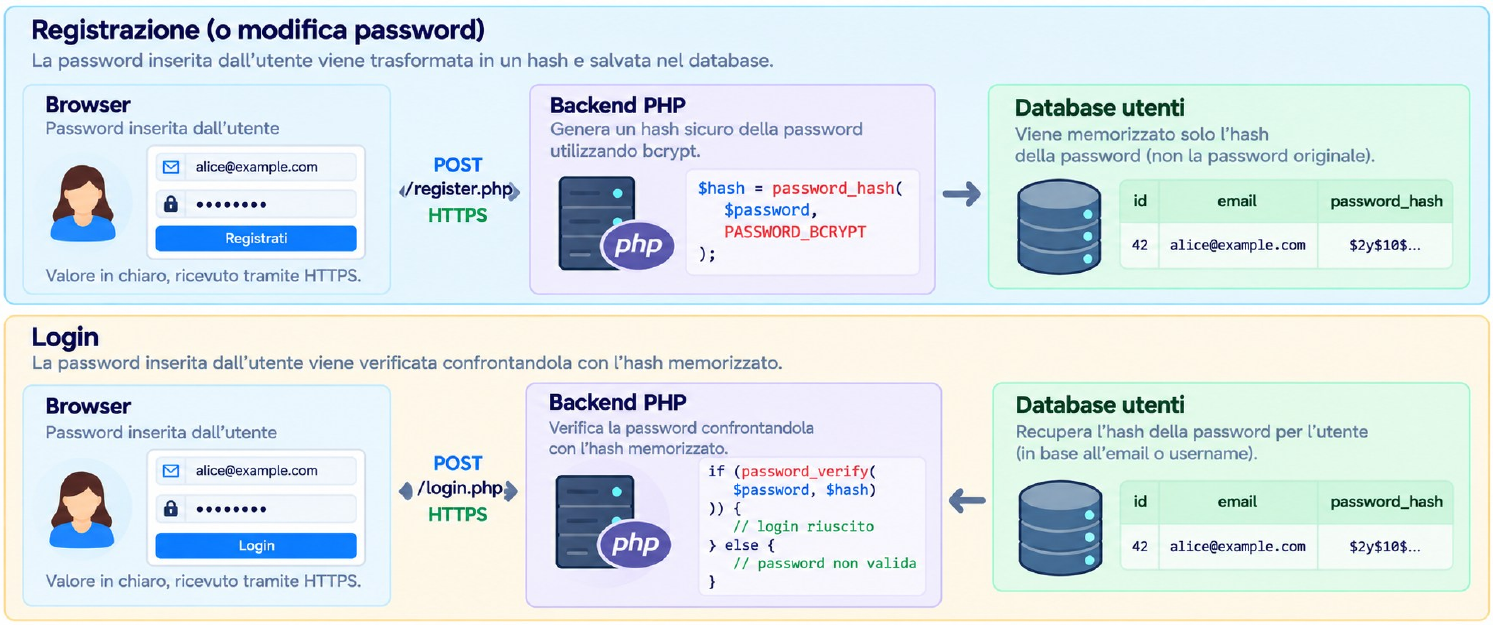 Registrazione (o modifica password)
La password inserita dall'utente viene trasformata in un hash e salvata nel database.
Browser
Password inserita dall'utente
alice@example.com
••••••••
Registrati
Valore in chiaro, ricevuto tramite HTTPS.
POST
/register.php
HTTPS
Backend PHP
Genera un hash sicuro della password
utilizzando bcrypt.
php
$hash = password_hash(
$password,
PASSWORD_BCRYPT
);
Database utenti
Viene memorizzato solo l'hash
della password (non la password originale).
id email password_hash
42 alice@example.com $2y$10$...
Login
La password inserita dall'utente viene verificata confrontandola con l'hash memorizzato.
Browser
Password inserita dall'utente
alice@example.com
••••••••
Login
Valore in chiaro, ricevuto tramite HTTPS.
POST
/login.php
HTTPS
Backend PHP
Verifica la password confrontandola
con l'hash memorizzato.
php
if (password_verify(
$password, $hash)
)) {
// login riuscito
} else {
// password non valida
}
Database utenti
Recupera l'hash della password per l'utente
(in base all'email o username).
id email password_hash
42 alice@example.com $2y$10$...